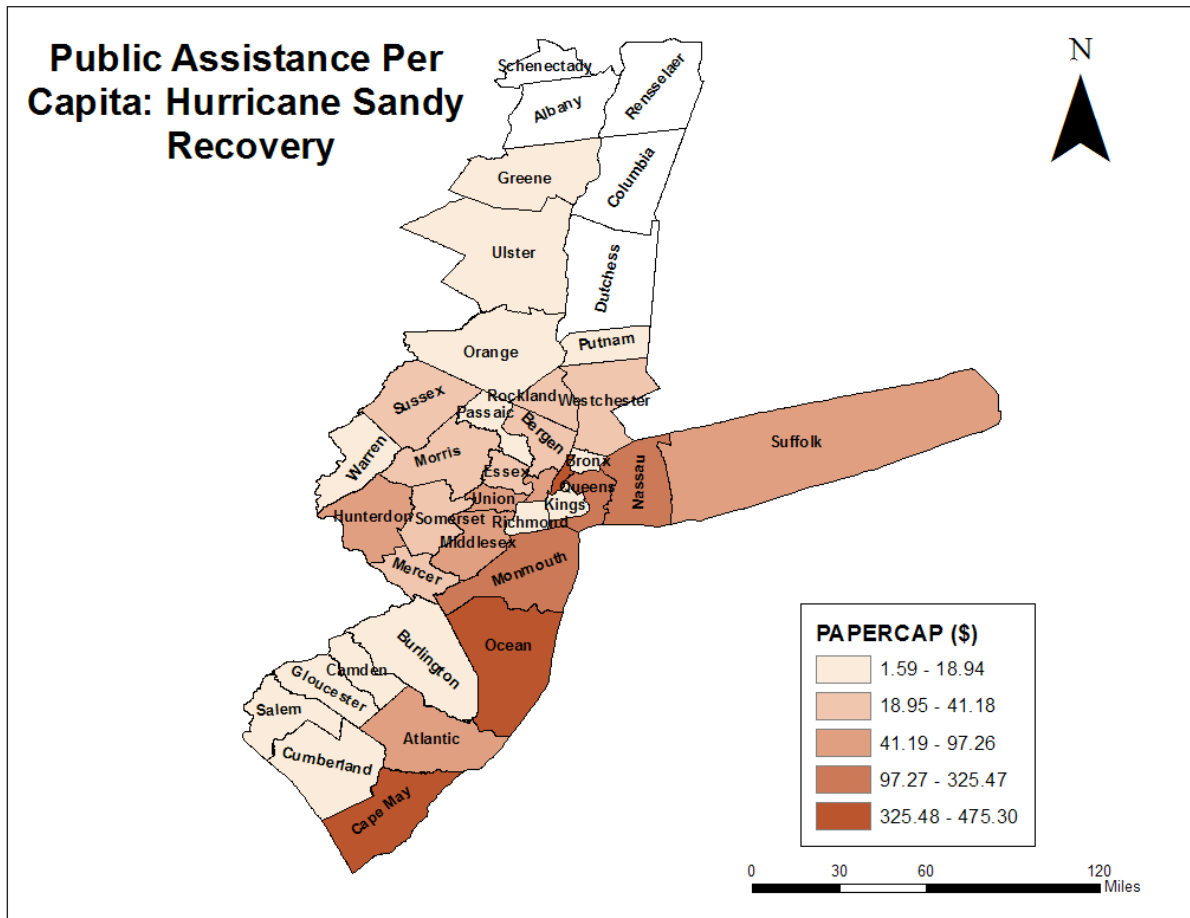 Public Assistance Per
Capita: Hurricane Sandy
Recovery
N
Schenectady
Albany
Rensselaer
Greene
Columbia
Ulster
Dutchess
Orange
Putnam
Sussex
Rockland
Westchester
Passaic
Bergen
Warren
Morris
Essex
Bronx
Suffolk
Nassau
Union
Queens
Kings
Hunterdon
Somerset
Richmond
Middlesex
Mercer
Monmouth
Ocean
Burlington
Camden
Gloucester
Salem
Atlantic
Cumberland
Cape May
PAPERCAP ($)
1.59 - 18.94
18.95 - 41.18
41.19 - 97.26
97.27 - 325.47
325.48 - 475.30
0 30 60 120
Miles